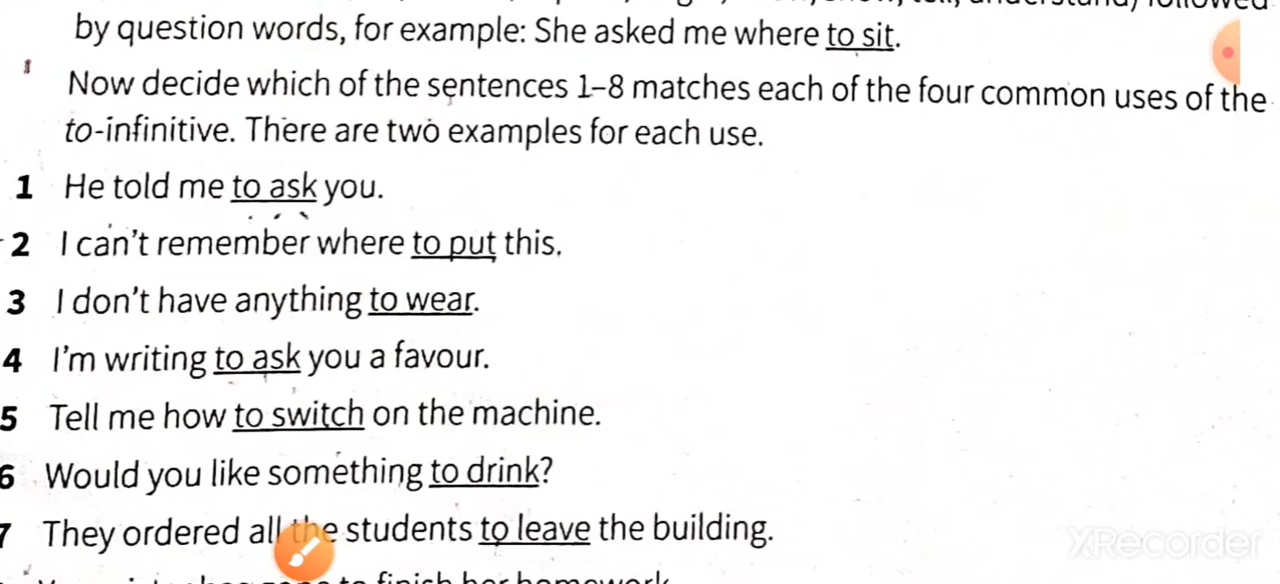 by question words, for example: She asked me where to sit.
Now decide which of the sentences 1–8 matches each of the four common uses of the
to-infinitive. There are two examples for each use.
1 He told me to ask you.
2 I can't remember where to put this.
3 I don't have anything to wear.
4 I'm writing to ask you a favour.
5 Tell me how to switch on the machine.
6 Would you like something to drink?
7 They ordered all the students to leave the building.
to finish her homework
XRecorder